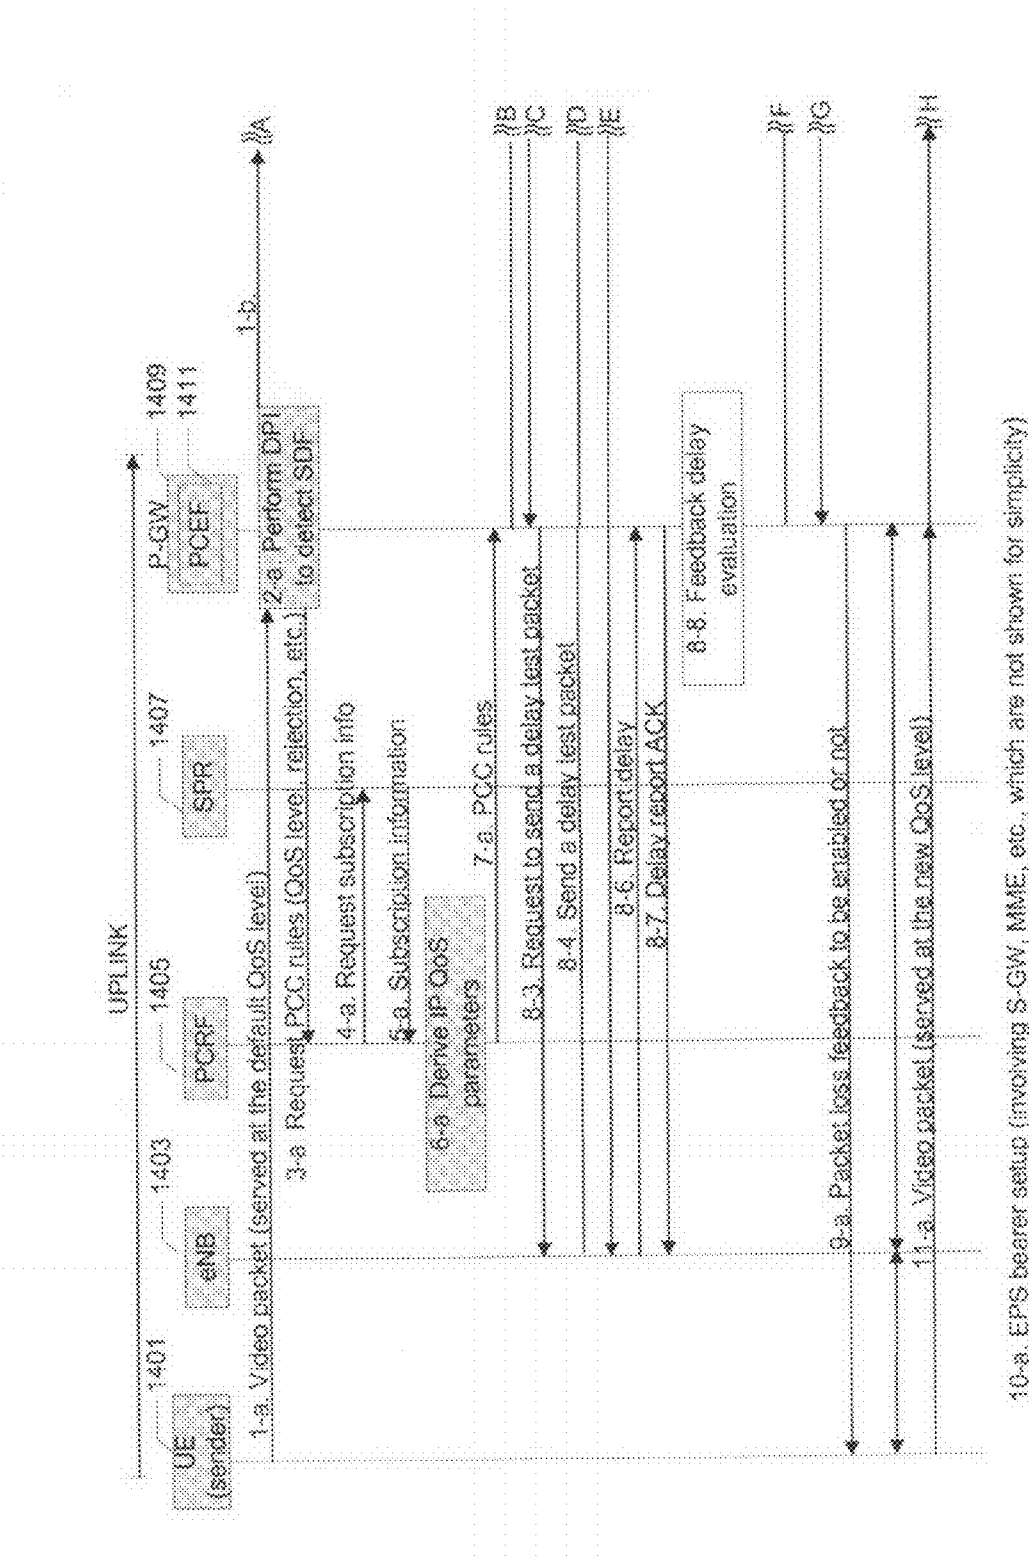 UPLINK
UE
(sender)
1401
eNB
1403
PCRF
1405
SPR
1407
P-GW
PCEF
1409
1411
1-a. Video packet (served at the default QoS level)
1-b.
A
2-a. Perform DPI
to detect SDF
3-a Request PCC rules (QoS level, rejection, etc.)
4-a. Request subscription info
5-a. Subscription information
6-a Derive IP QoS
parameters
7-a. PCC rules
B
C
8-3. Request to send a delay test packet
8-4. Send a delay test packet
D
E
8-6. Report delay
8-7. Delay report ACK
8-8. Feedback delay
evaluation
F
G
9-a. Packet loss feedback to be enabled or not
11-a. Video packet (served at the new QoS level)
H
10-a. EPS bearer setup (involving S-GW, MME, etc., which are not shown for simplicity)